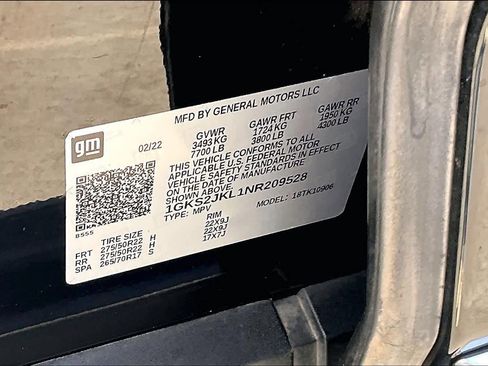 gm
MFD BY GENERAL MOTORS LLC
02/22
GVWR GAWR FRT GAWR RR
3493 KG 1724 KG 1950 KG
7700 LB 3800 LB 4300 LB
THIS VEHICLE CONFORMS TO ALL
APPLICABLE U.S. FEDERAL MOTOR
VEHICLE SAFETY STANDARDS IN EFFECT
ON THE DATE OF MANUFACTURE
SHOWN ABOVE.
1GKS2JKL1NR209528
TYPE: MPV MODEL: 18TK10906
BSSS
TIRE SIZE RIM
FRT 275/50R22 H 22X9J
RR 275/50R22 H 22X9J
SPA 265/70R17 S 17X7J